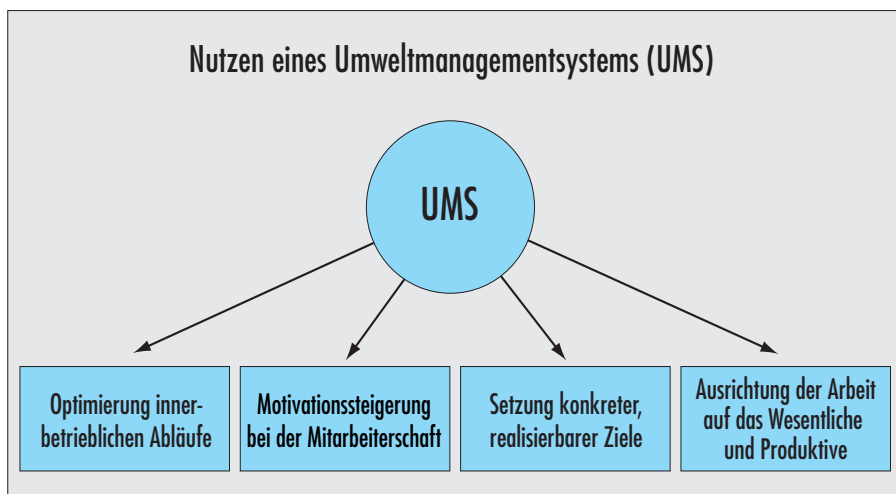 Nutzen eines Umweltmanagementsystems (UMS)
UMS
Optimierung inner-
betrieblichen Abläufe
Motivationssteigerung
bei der Mitarbeiterschaft
Setzung konkreter,
realisierbarer Ziele
Ausrichtung der Arbeit
auf das Wesentliche
und Produktive